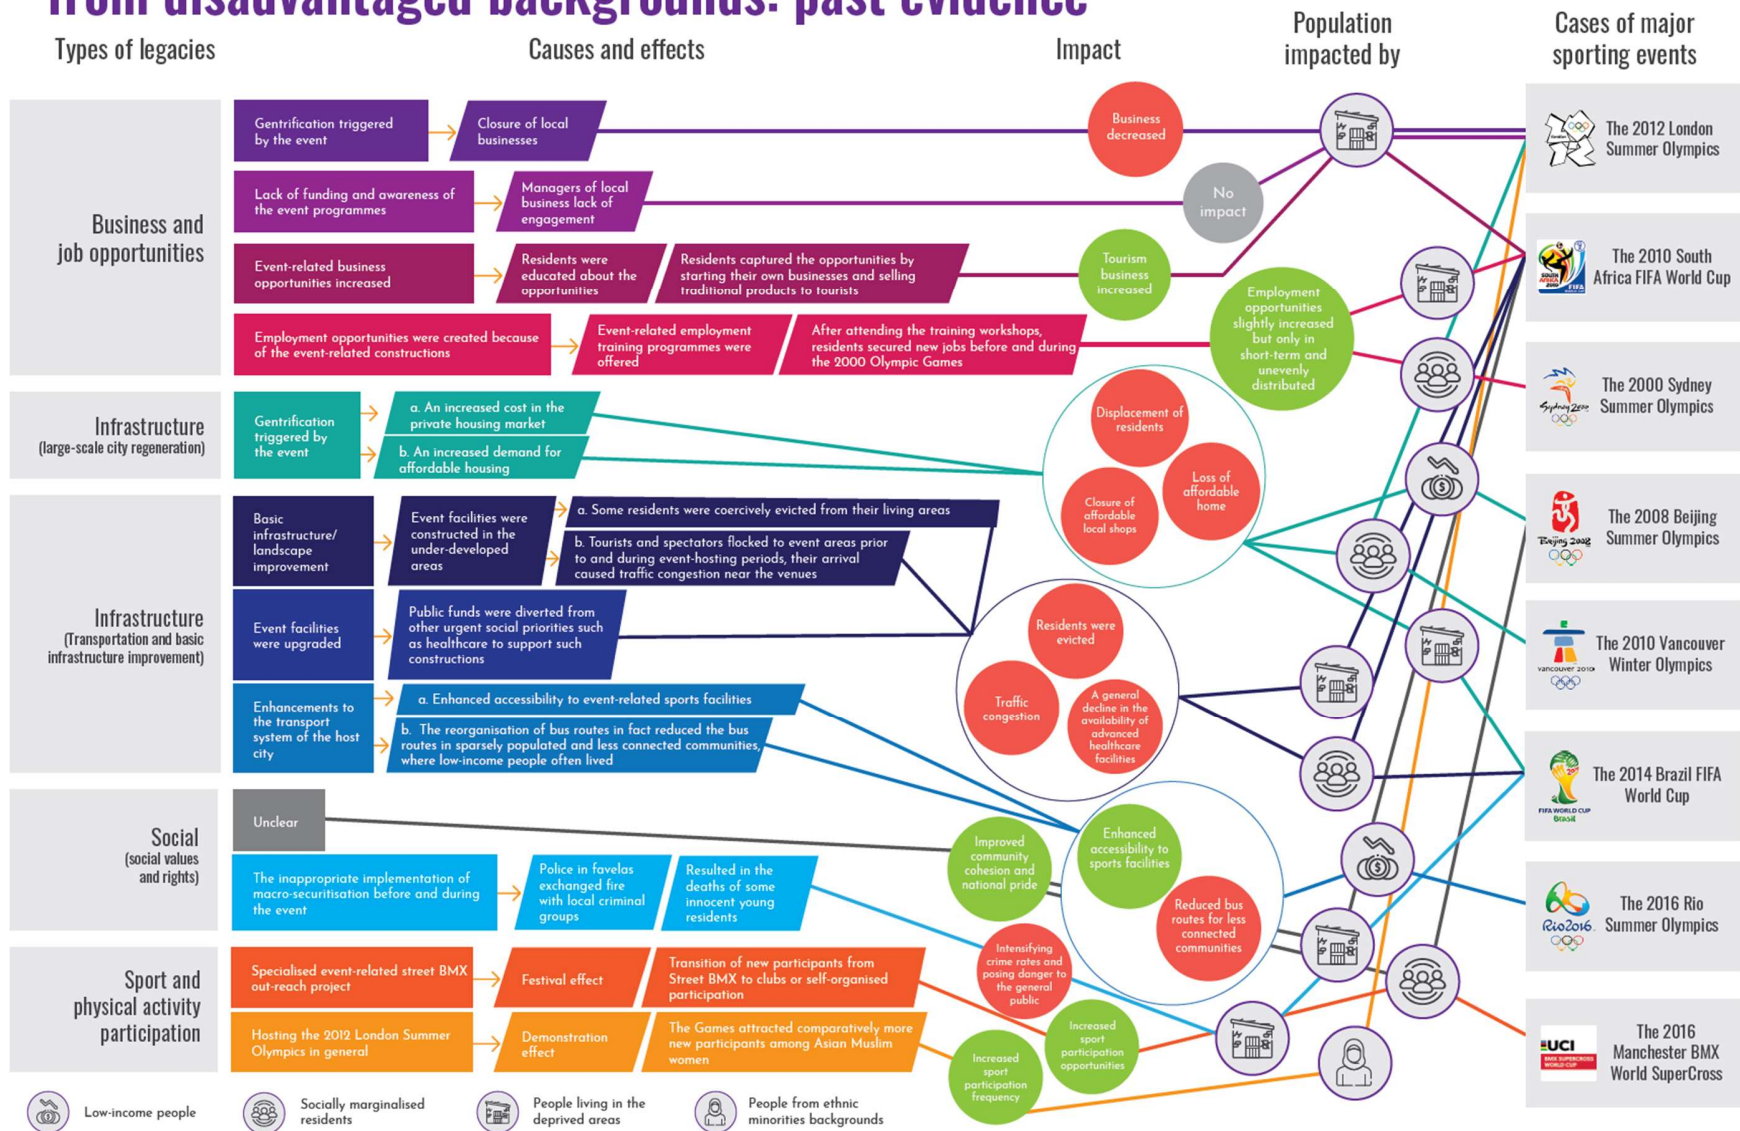 from disadvantaged backgrounds: past evidence
Types of legacies
Causes and effects
Impact
Population
impacted by
Cases of major
sporting events
Business and
job opportunities
Gentrification triggered
by the event
Closure of local
businesses
Business
decreased
Lack of funding and awareness of
the event programmes
Managers of local
business lack of
engagement
No
impact
Event-related business
opportunities increased
Residents were
educated about the
opportunities
Residents captured the opportunities by
starting their own businesses and selling
traditional products to tourists
Tourism
business
increased
Employment opportunities were created because
of the event-related constructions
Event-related employment
training programmes were
offered
After attending the training workshops,
residents secured new jobs before and during
the 2000 Olympic Games
Employment
opportunities
slightly increased
but only in
short-term and
unevenly
distributed
Infrastructure
(large-scale city regeneration)
Gentrification
triggered by
the event
a. An increased cost in the
private housing market
b. An increased demand for
affordable housing
Displacement of
residents
Loss of
affordable
home
Closure of
affordable
local shops
Infrastructure
(Transportation and basic
infrastructure improvement)
Basic
infrastructure/
landscape
improvement
Event facilities were
constructed in the
under-developed
areas
a. Some residents were coercively evicted from their living areas
b. Tourists and spectators flocked to event areas prior
to and during event-hosting periods, their arrival
caused traffic congestion near the venues
Event facilities
were upgraded
Public funds were diverted from
other urgent social priorities such
as healthcare to support such
constructions
Residents were
evicted
Traffic
congestion
A general
decline in the
availability of
advanced
healthcare
facilities
Enhancements to
the transport
system of the host
city
a. Enhanced accessibility to event-related sports facilities
b. The reorganisation of bus routes in fact reduced the bus
routes in sparsely populated and less connected communities,
where low-income people often lived
Enhanced
accessibility to
sports facilities
Reduced bus
routes for less
connected
communities
Social
(social values
and rights)
Unclear
Improved
community
cohesion and
national pride
The inappropriate implementation of
macro-securitisation before and during
the event
Police in favelas
exchanged fire
with local criminal
groups
Resulted in the
deaths of some
innocent young
residents
Intensifying
crime rates and
posing danger to
the general
public
Sport and
physical activity
participation
Specialised event-related street BMX
out-reach project
Festival effect
Transition of new participants from
Street BMX to clubs or self-organised
participation
Increased
sport
participation
opportunities
Hosting the 2012 London Summer
Olympics in general
Demonstration
effect
The Games attracted comparatively more
new participants among Asian Muslim
women
Increased
sport
participation
frequency
The 2012 London
Summer Olympics
SOUTH
AFRICA
2010
FIFA
The 2010 South
Africa FIFA World Cup
Sydney 2000
The 2000 Sydney
Summer Olympics
Beijing 2008
The 2008 Beijing
Summer Olympics
vancouver 2010
The 2010 Vancouver
Winter Olympics
FIFA WORLD CUP
Brasil
The 2014 Brazil FIFA
World Cup
Rio2016
The 2016 Rio
Summer Olympics
UCI
BMX SUPERCROSS
WORLD CUP
The 2016
Manchester BMX
World SuperCross
Low-income people
Socially marginalised
residents
People living in the
deprived areas
People from ethnic
minorities backgrounds